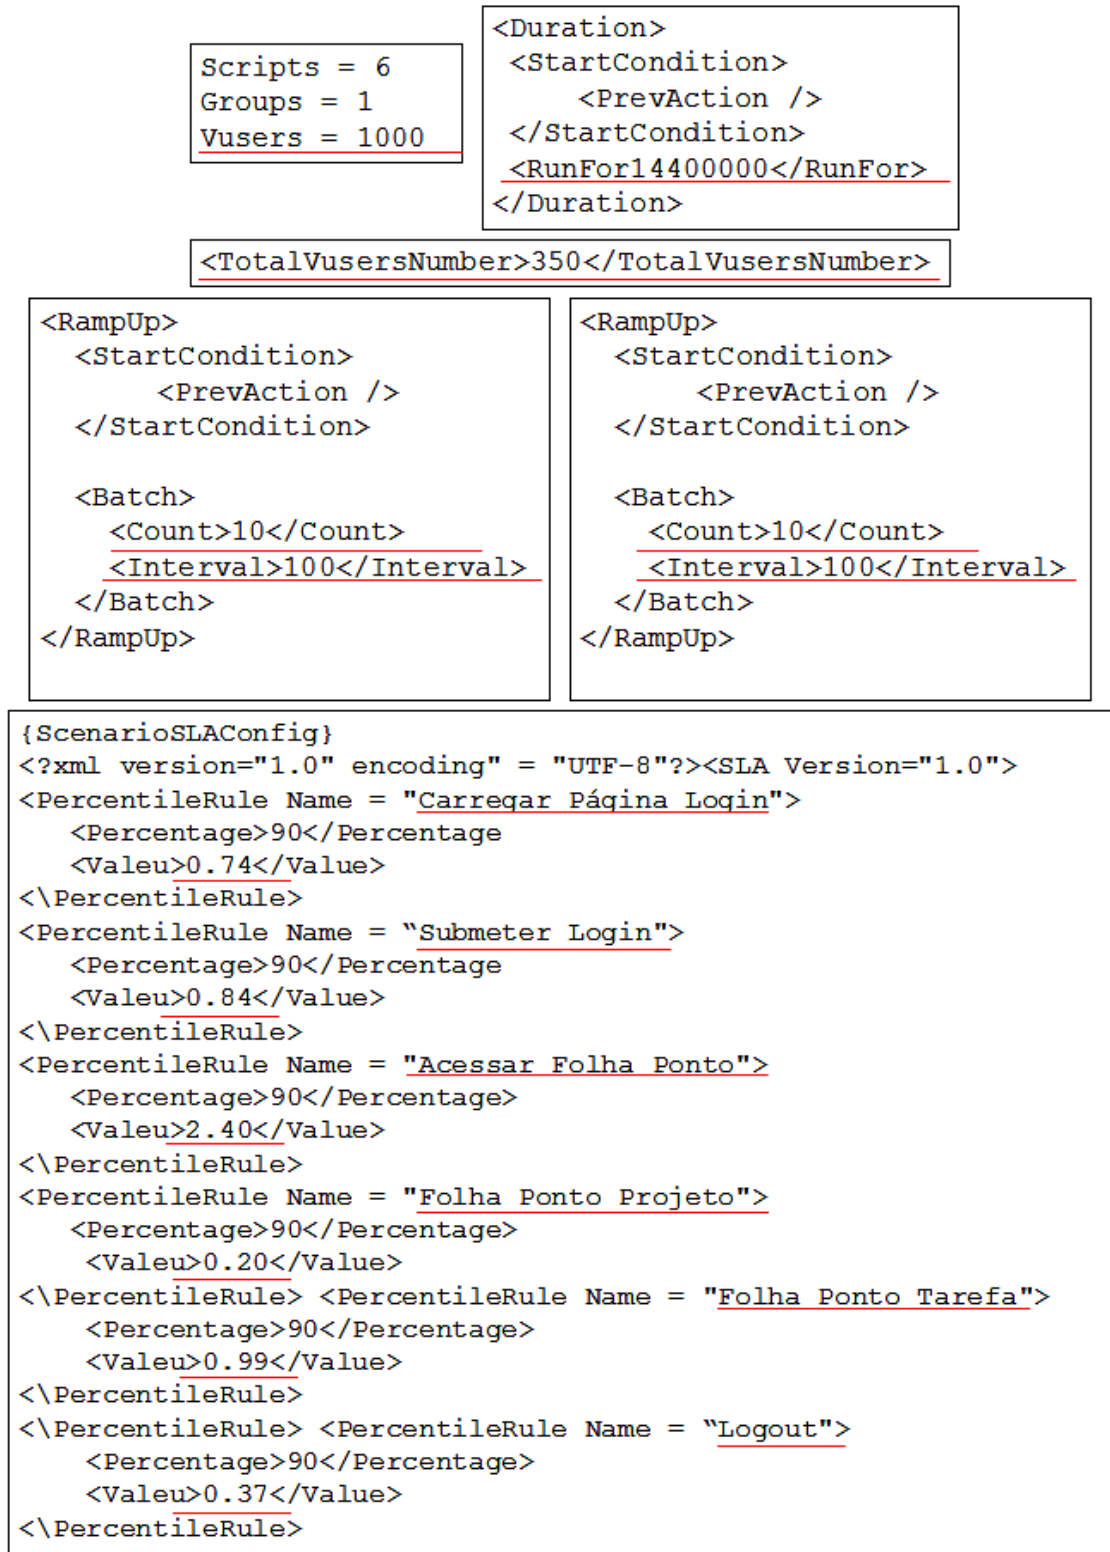 Scripts = 6
Groups = 1
Vusers = 1000
<Duration>
<StartCondition>
<PrevAction />
</StartCondition>
<RunFor14400000</RunFor>
</Duration>
<TotalVusersNumber>350</TotalVusersNumber>
<RampUp>
<StartCondition>
<PrevAction />
</StartCondition>
<Batch>
<Count>10</Count>
<Interval>100</Interval>
</Batch>
</RampUp>
<RampUp>
<StartCondition>
<PrevAction />
</StartCondition>
<Batch>
<Count>10</Count>
<Interval>100</Interval>
</Batch>
</RampUp>
{ScenarioSLAConfig}
<?xml version="1.0" encoding" = "UTF-8"?><SLA Version="1.0">
<PercentileRule Name = "Carregar Página Login">
<Percentage>90</Percentage
<Valeu>0.74</Value>
<\PercentileRule>
<PercentileRule Name = “Submeter Login">
<Percentage>90</Percentage
<Valeu>0.84</Value>
<\PercentileRule>
<PercentileRule Name = "Acessar Folha Ponto">
<Percentage>90</Percentage>
<Valeu>2.40</Value>
<\PercentileRule>
<PercentileRule Name = "Folha Ponto Projeto">
<Percentage>90</Percentage>
<Valeu>0.20</Value>
<\PercentileRule> <PercentileRule Name = "Folha Ponto Tarefa">
<Percentage>90</Percentage>
<Valeu>0.99</Value>
<\PercentileRule>
<\PercentileRule> <PercentileRule Name = “Logout">
<Percentage>90</Percentage>
<Valeu>0.37</Value>
<\PercentileRule>